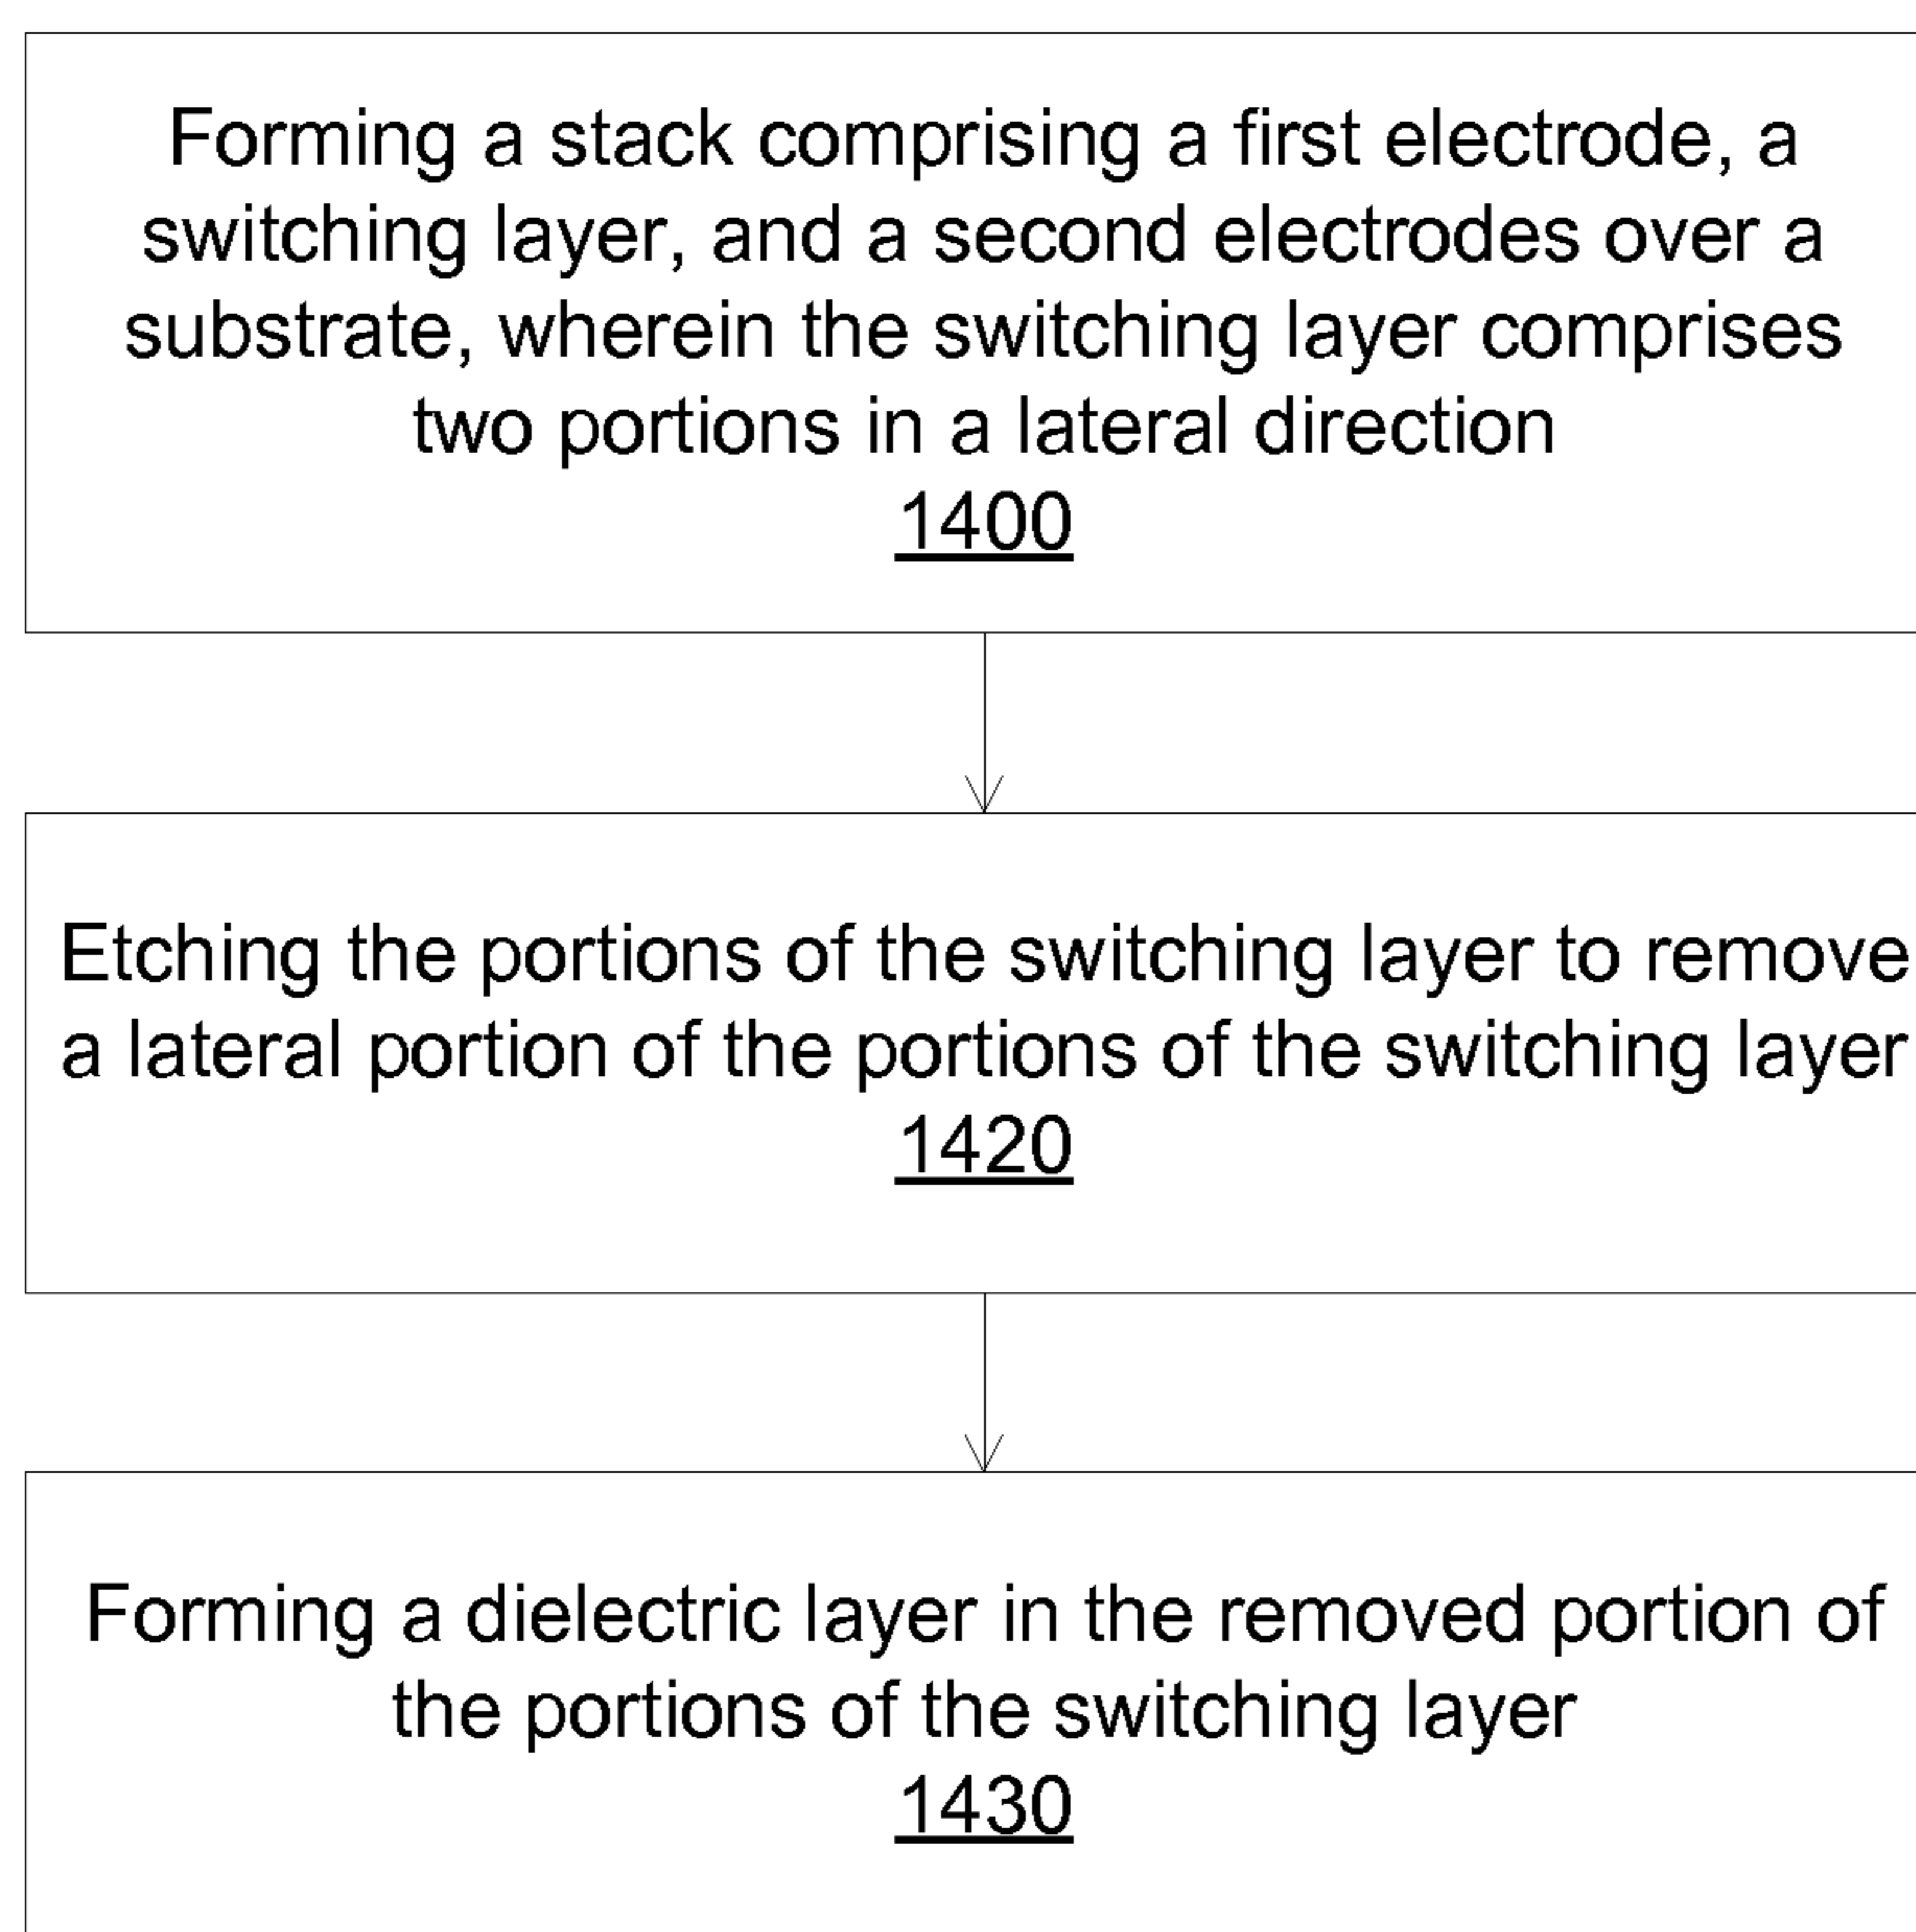 Forming a stack comprising a first electrode, a
switching layer, and a second electrodes over a
substrate, wherein the switching layer comprises
two portions in a lateral direction
1400
Etching the portions of the switching layer to remove
a lateral portion of the portions of the switching layer
1420
Forming a dielectric layer in the removed portion of
the portions of the switching layer
1430